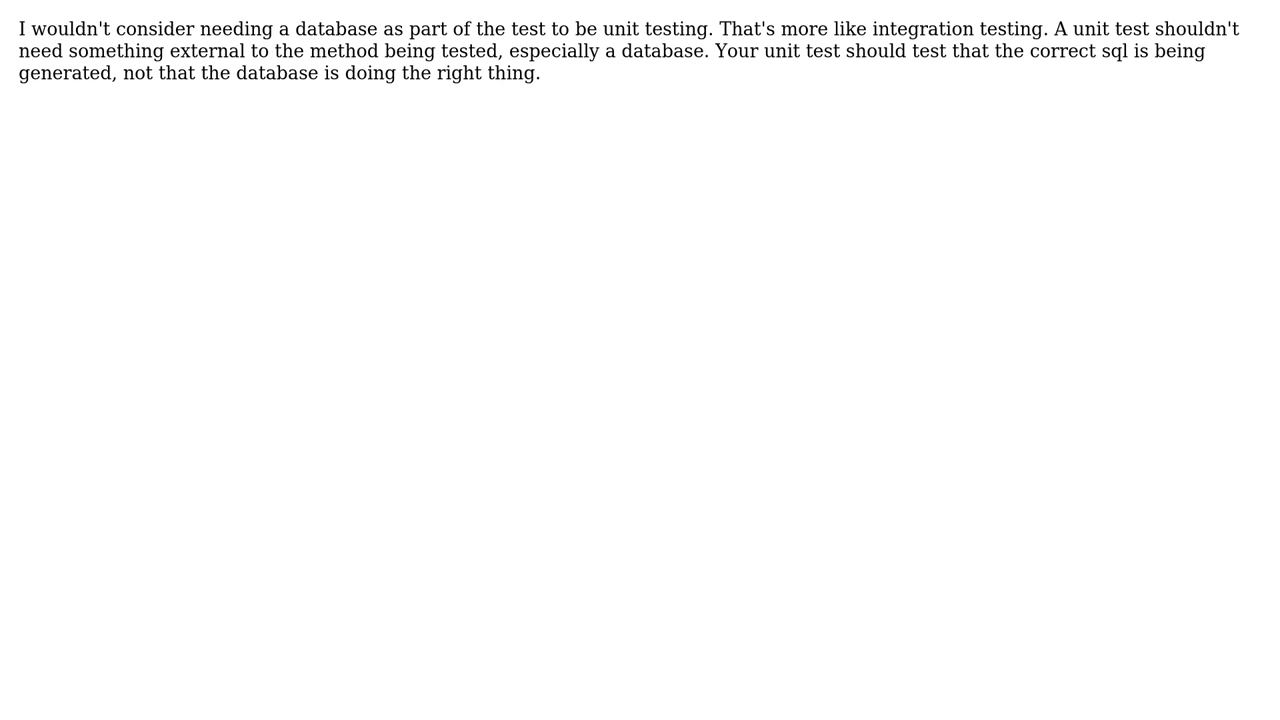 I wouldn't consider needing a database as part of the test to be unit testing. That's more like integration testing. A unit test shouldn't
need something external to the method being tested, especially a database. Your unit test should test that the correct sql is being
generated, not that the database is doing the right thing.